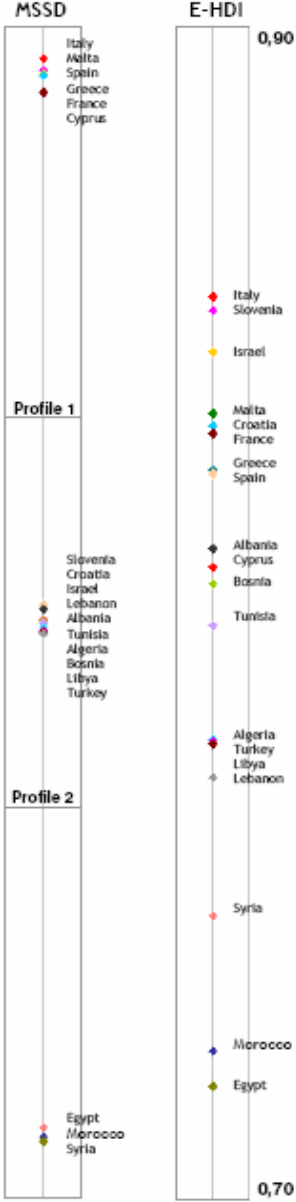 MSSD
Italy
Malta
Spain
Greece
France
Cyprus
Profile 1
Slovenia
Croatia
Israel
Lebanon
Albania
Tunisia
Algeria
Bosnia
Libya
Turkey
Profile 2
Egypt
Morocco
Syria
E-HDI
0,90
Italy
Slovenia
Israel
Malta
Croatia
France
Greece
Spain
Albania
Cyprus
Bosnia
Tunisia
Algeria
Turkey
Libya
Lebanon
Syria
Morocco
Egypt
0,70